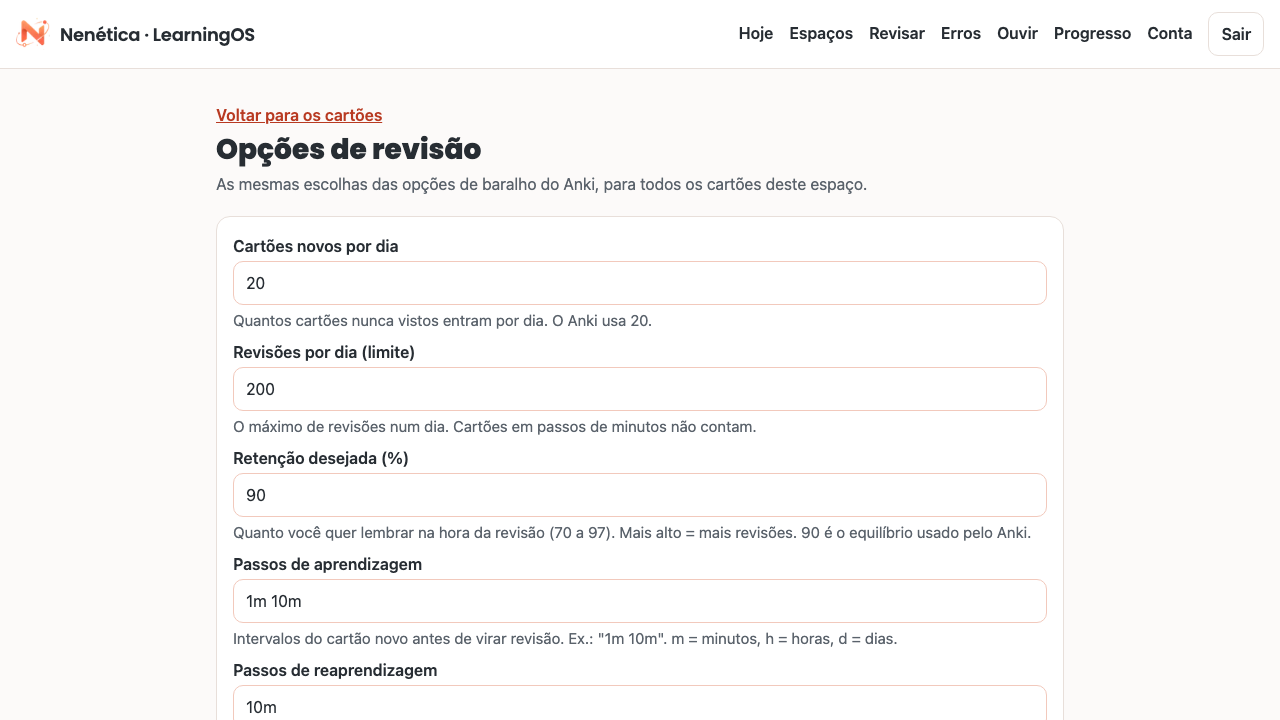 Nenética · LearningOS
Hoje Espaços Revisar Erros Ouvir Progresso Conta Sair
Voltar para os cartões
Opções de revisão
As mesmas escolhas das opções de baralho do Anki, para todos os cartões deste espaço.
Cartões novos por dia
20
Quantos cartões nunca vistos entram por dia. O Anki usa 20.
Revisões por dia (limite)
200
O máximo de revisões num dia. Cartões em passos de minutos não contam.
Retenção desejada (%)
90
Quanto você quer lembrar na hora da revisão (70 a 97). Mais alto = mais revisões. 90 é o equilíbrio usado pelo Anki.
Passos de aprendizagem
1m 10m
Intervalos do cartão novo antes de virar revisão. Ex.: "1m 10m". m = minutos, h = horas, d = dias.
Passos de reaprendizagem
10m